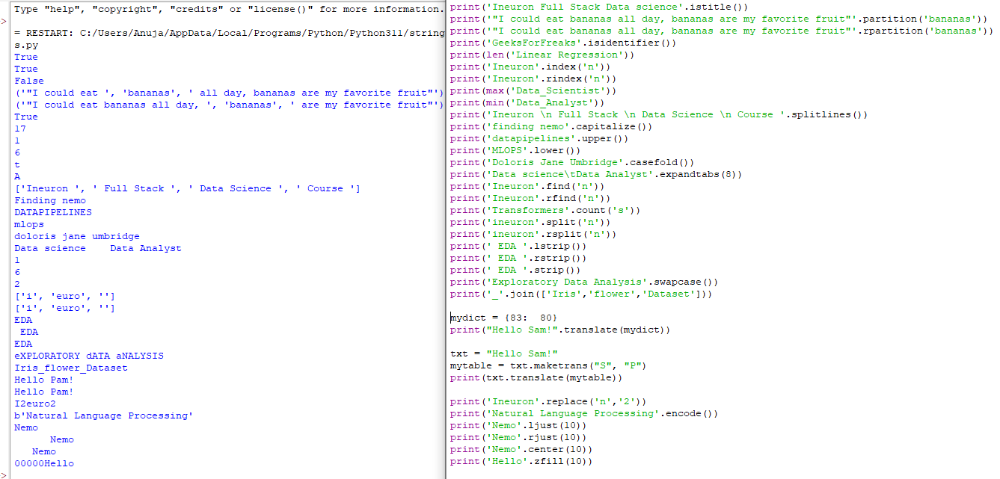 Type "help", "copyright", "credits" or "license()" for more information.
>
= RESTART: C:/Users/Anuja/AppData/Local/Programs/Python/Python311/string
s.py
True
True
False
('"I could eat ', 'bananas', ' all day, bananas are my favorite fruit"')
('"I could eat bananas all day, ', 'bananas', ' are my favorite fruit"')
True
17
1
6
t
A
['Ineuron ', ' Full Stack ', ' Data Science ', ' Course ']
Finding nemo
DATAPIPELINES
mlops
doloris jane umbridge
Data science    Data Analyst
1
6
2
['i', 'euro', '']
['i', 'euro', '']
EDA
 EDA
EDA
eXPLORATORY dATA aNALYSIS
Iris_flower_Dataset
Hello Pam!
Hello Pam!
I2euro2
b'Natural Language Processing'
Nemo
      Nemo
   Nemo
00000Hello
>
print('Ineuron Full Stack Data science'.istitle())
print('"I could eat bananas all day, bananas are my favorite fruit"'.partition('bananas'))
print('"I could eat bananas all day, bananas are my favorite fruit"'.rpartition('bananas'))
print('GeeksForFreaks'.isidentifier())
print(len('Linear Regression'))
print('Ineuron'.index('n'))
print('Ineuron'.rindex('n'))
print(max('Data_Scientist'))
print(min('Data_Analyst'))
print('Ineuron \n Full Stack \n Data Science \n Course '.splitlines())
print('finding nemo'.capitalize())
print('datapipelines'.upper())
print('MLOPS'.lower())
print('Doloris Jane Umbridge'.casefold())
print('Data science\tData Analyst'.expandtabs(8))
print('Ineuron'.find('n'))
print('Ineuron'.rfind('n'))
print('Transformers'.count('s'))
print('ineuron'.split('n'))
print('ineuron'.rsplit('n'))
print(' EDA '.lstrip())
print(' EDA '.rstrip())
print(' EDA '.strip())
print('Exploratory Data Analysis'.swapcase())
print('_'.join(['Iris','flower','Dataset']))
mydict = {83:  80}
print("Hello Sam!".translate(mydict))
txt = "Hello Sam!"
mytable = txt.maketrans("S", "P")
print(txt.translate(mytable))
print('Ineuron'.replace('n','2'))
print('Natural Language Processing'.encode())
print('Nemo'.ljust(10))
print('Nemo'.rjust(10))
print('Nemo'.center(10))
print('Hello'.zfill(10))